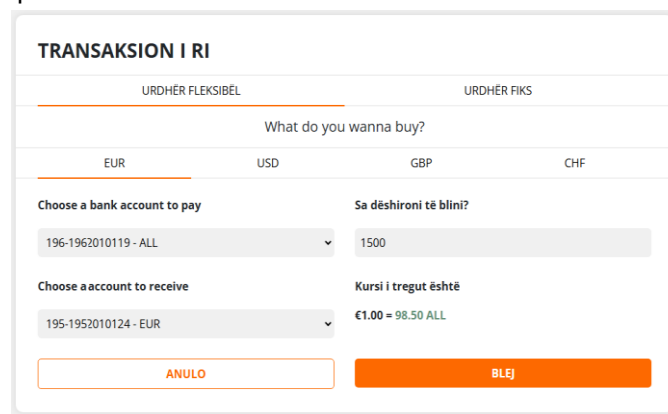 TRANSAKSION I RI
URDHËR FLEKSIBËL URDHËR FIKS
What do you wanna buy?
EUR USD GBP CHF
Choose a bank account to pay Sa dëshironi të blini?
196-1962010119 - ALL 1500
Choose a account to receive Kursi i tregut është
195-1952010124 - EUR €1.00 = 98.50 ALL
ANULO BLEJ